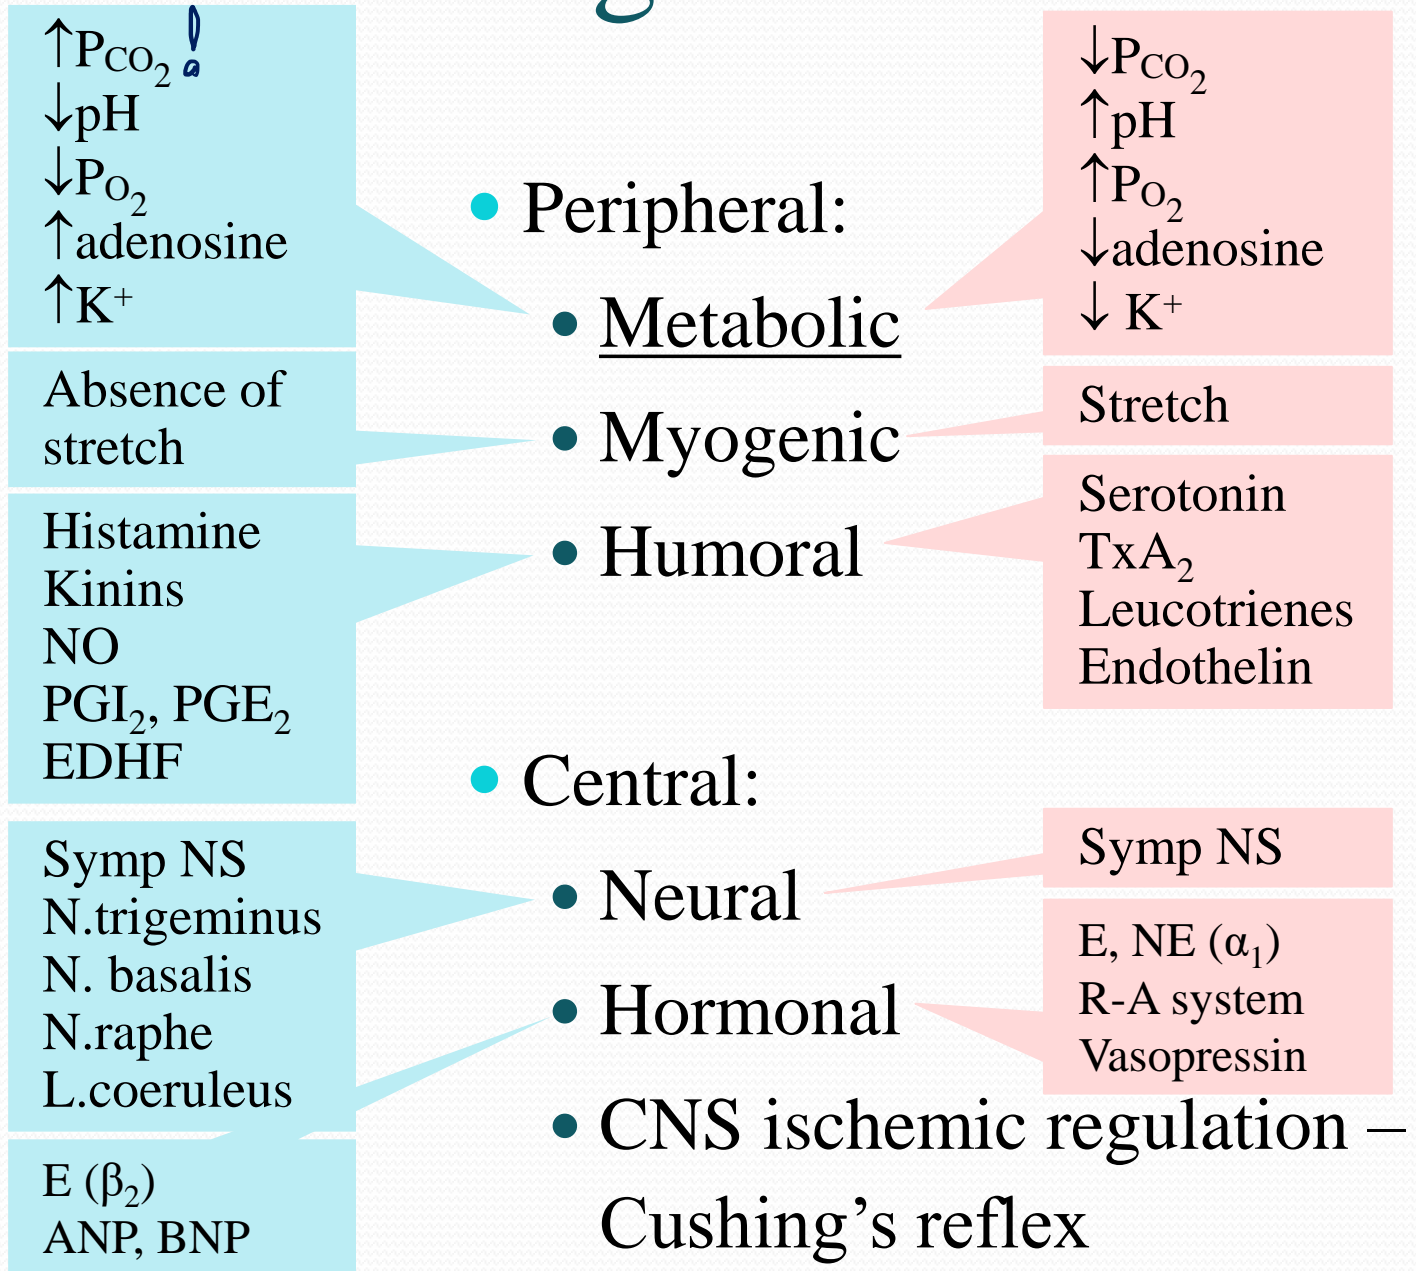 ↑PCO₂ !
↓pH
↓PO₂
↑adenosine
↑K⁺
Absence of
stretch
Histamine
Kinins
NO
PGI₂, PGE₂
EDHF
Symp NS
N.trigeminus
N. basalis
N.raphe
L.coeruleus
E (β₂)
ANP, BNP
• Peripheral:
• Metabolic
• Myogenic
• Humoral
• Central:
• Neural
• Hormonal
• CNS ischemic regulation –
Cushing’s reflex
↓PCO₂
↑pH
↑PO₂
↓adenosine
↓ K⁺
Stretch
Serotonin
TxA₂
Leucotrienes
Endothelin
Symp NS
E, NE (α₁)
R-A system
Vasopressin